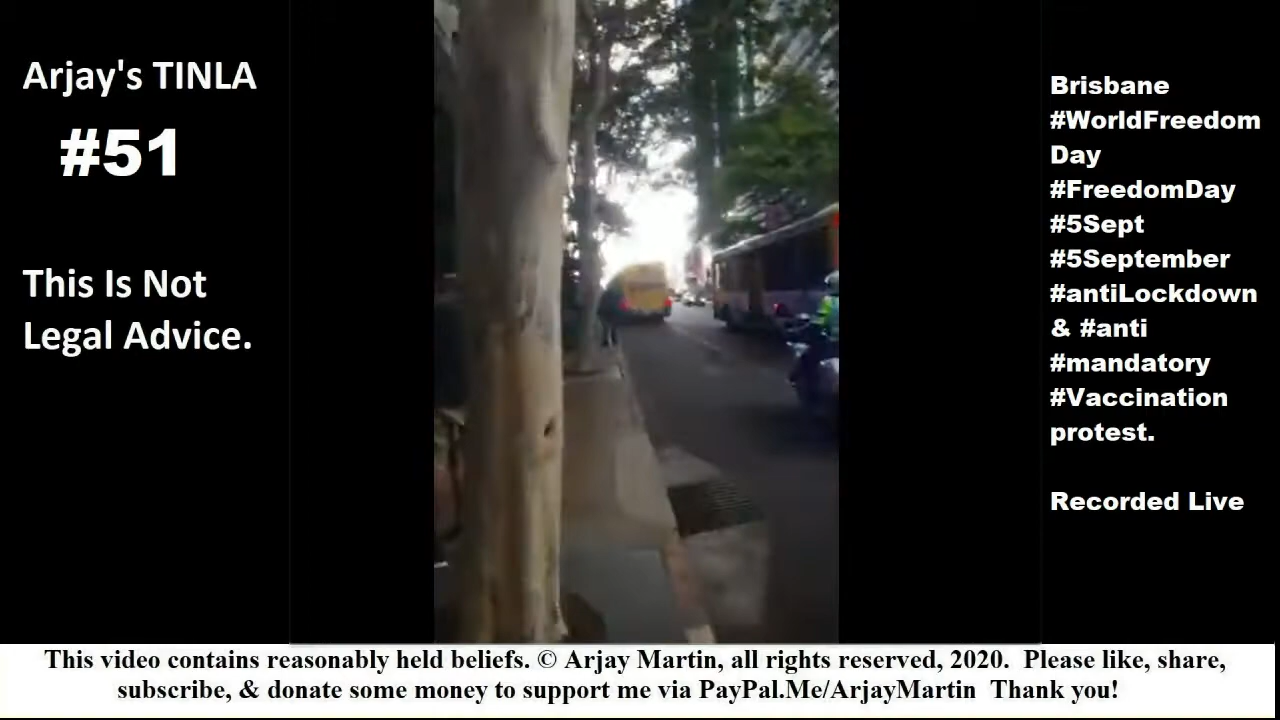 Arjay's TINLA
#51
This Is Not
Legal Advice.
Brisbane
#WorldFreedom
Day
#FreedomDay
#5Sept
#5September
#antiLockdown
& #anti
#mandatory
#Vaccination
protest.
Recorded Live
This video contains reasonably held beliefs. © Arjay Martin, all rights reserved, 2020.  Please like, share,
subscribe, & donate some money to support me via PayPal.Me/ArjayMartin  Thank you!